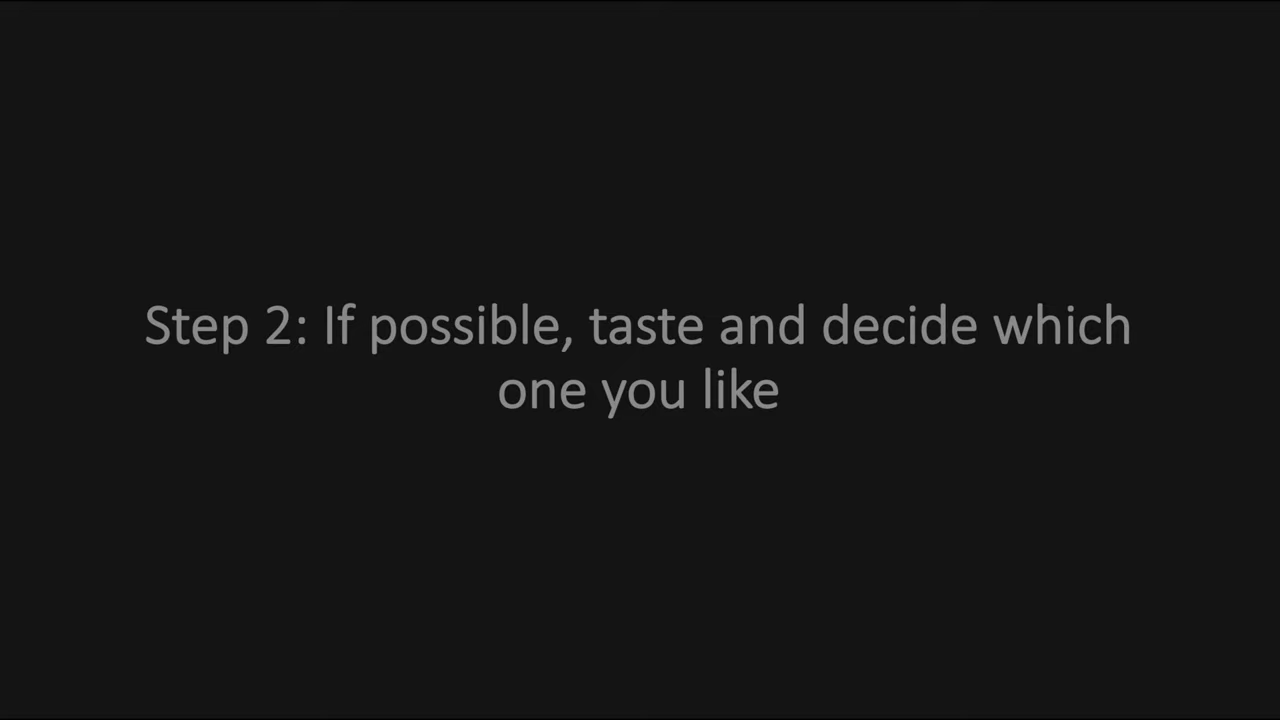 Step 2: If possible, taste and decide which
one you like